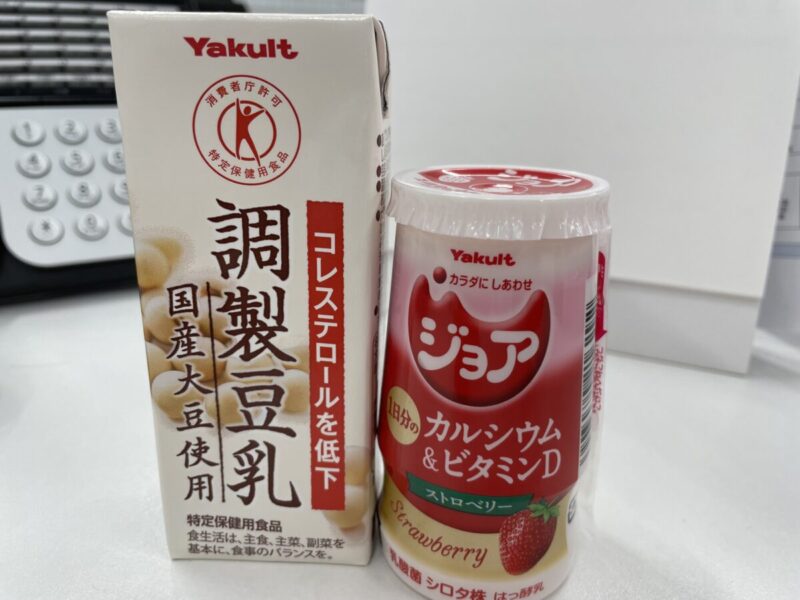 Yakult
消費者庁許可
特定保健用食品
コレステロールを低下
調製豆乳
国産大豆使用
特定保健用食品
食生活は、主食、主菜、副菜を
基本に、食事のバランスを。
Yakult
カラダに しあわせ
ジョア
1日分の
カルシウム
&ビタミンD
ストロベリー
Strawberry
乳酸菌 シロタ株 はっ酵乳
1
2
3
4
5
6
7
8
9
*
0